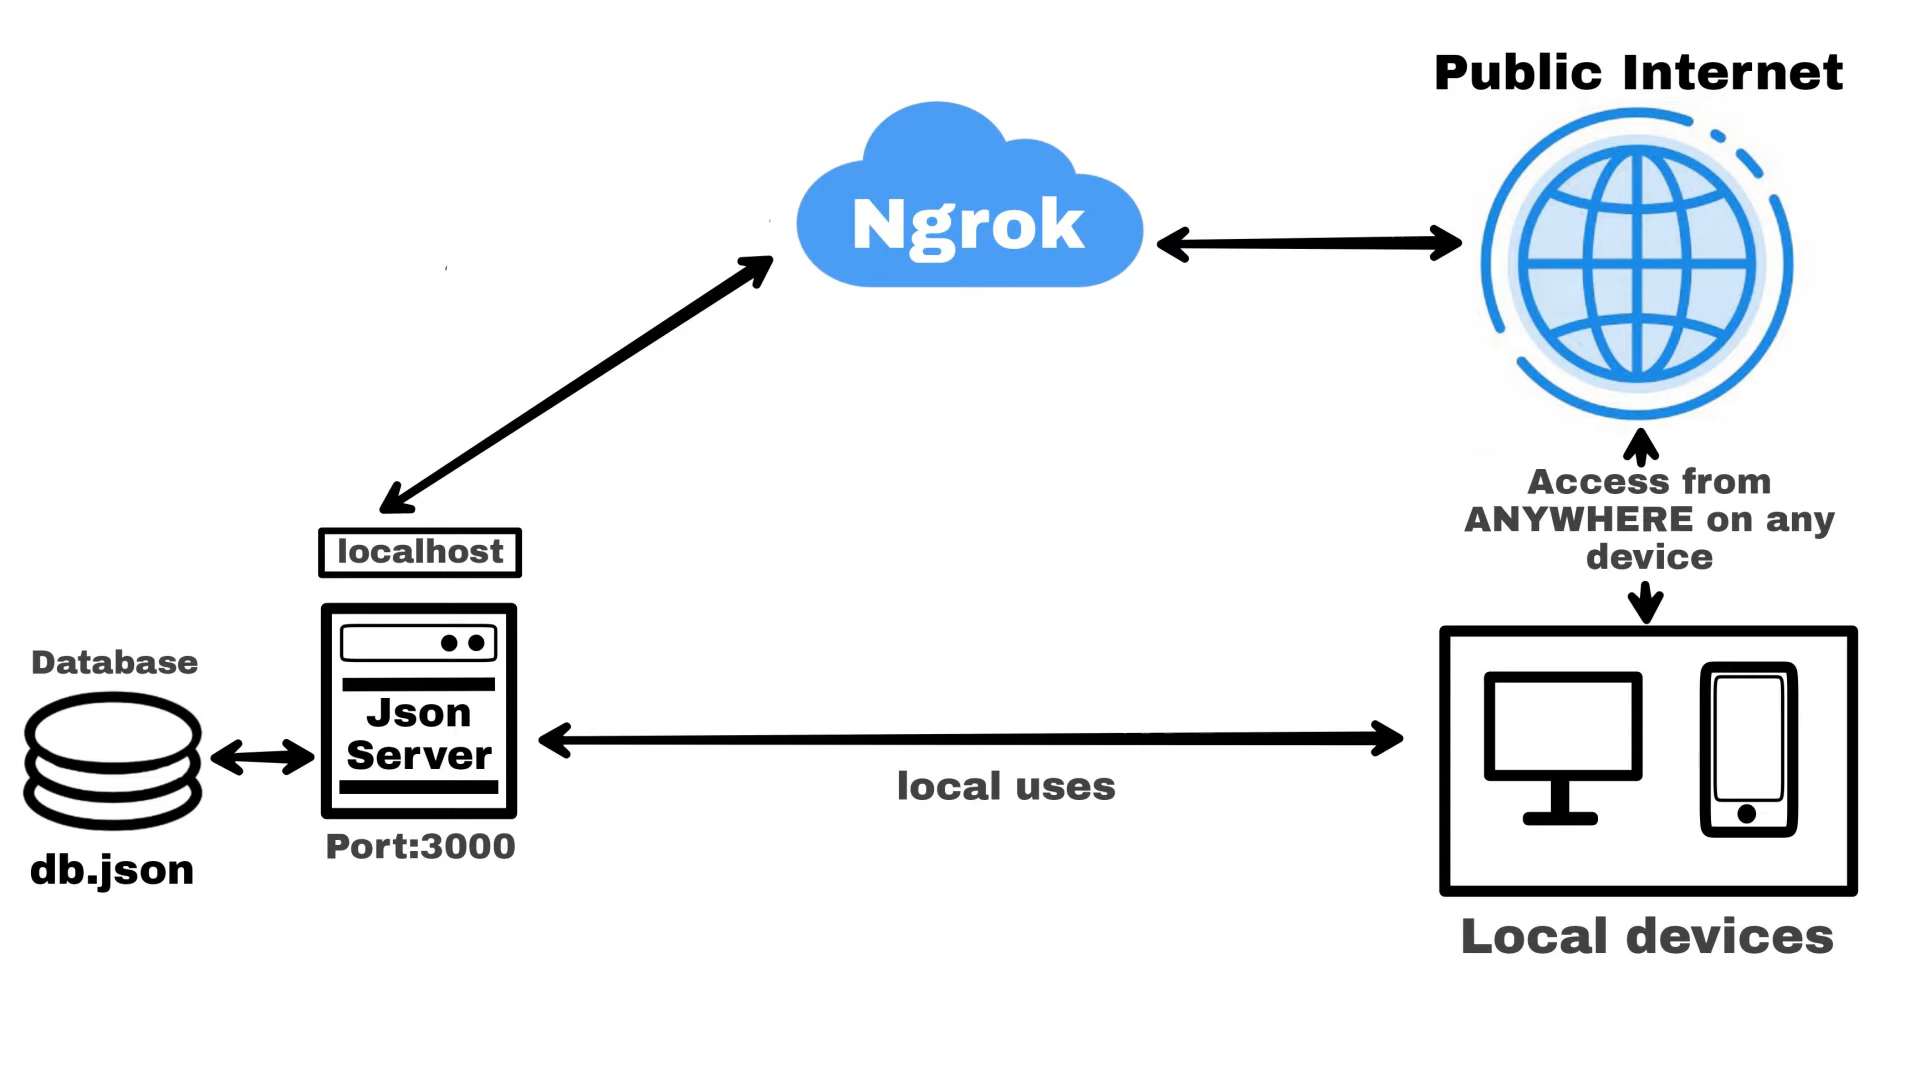 Public Internet
Ngrok
Access from
ANYWHERE on any
device
localhost
Database
Json
Server
local uses
Port:3000
db.json
Local devices